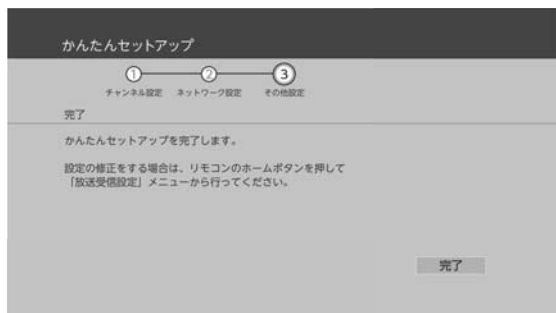 かんたんセットアップ
1 2 3
チャンネル設定 ネットワーク設定 その他設定
完了
かんたんセットアップを完了します。
設定の修正をする場合は、リモコンのホームボタンを押して
「放送受信設定」メニューから行ってください。
完了